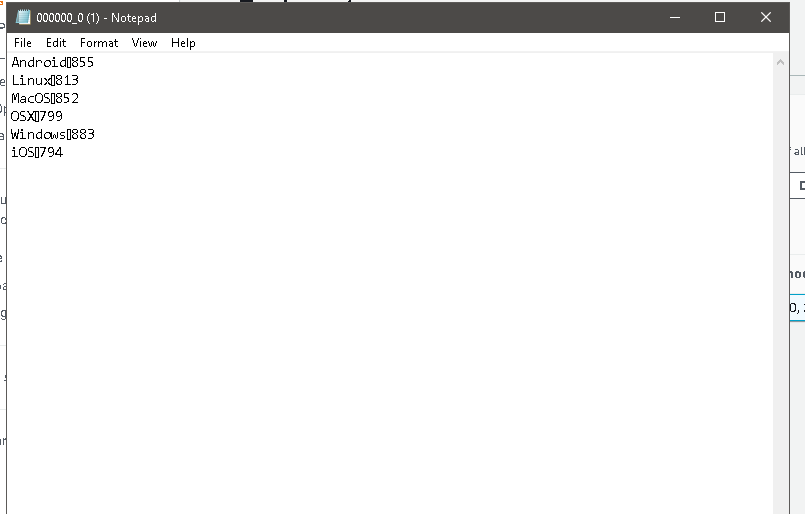 000000_0 (1) - Notepad
File Edit Format View Help
Android▯855
Linux▯813
MacOS▯852
OSX▯799
Windows▯883
iOS▯794